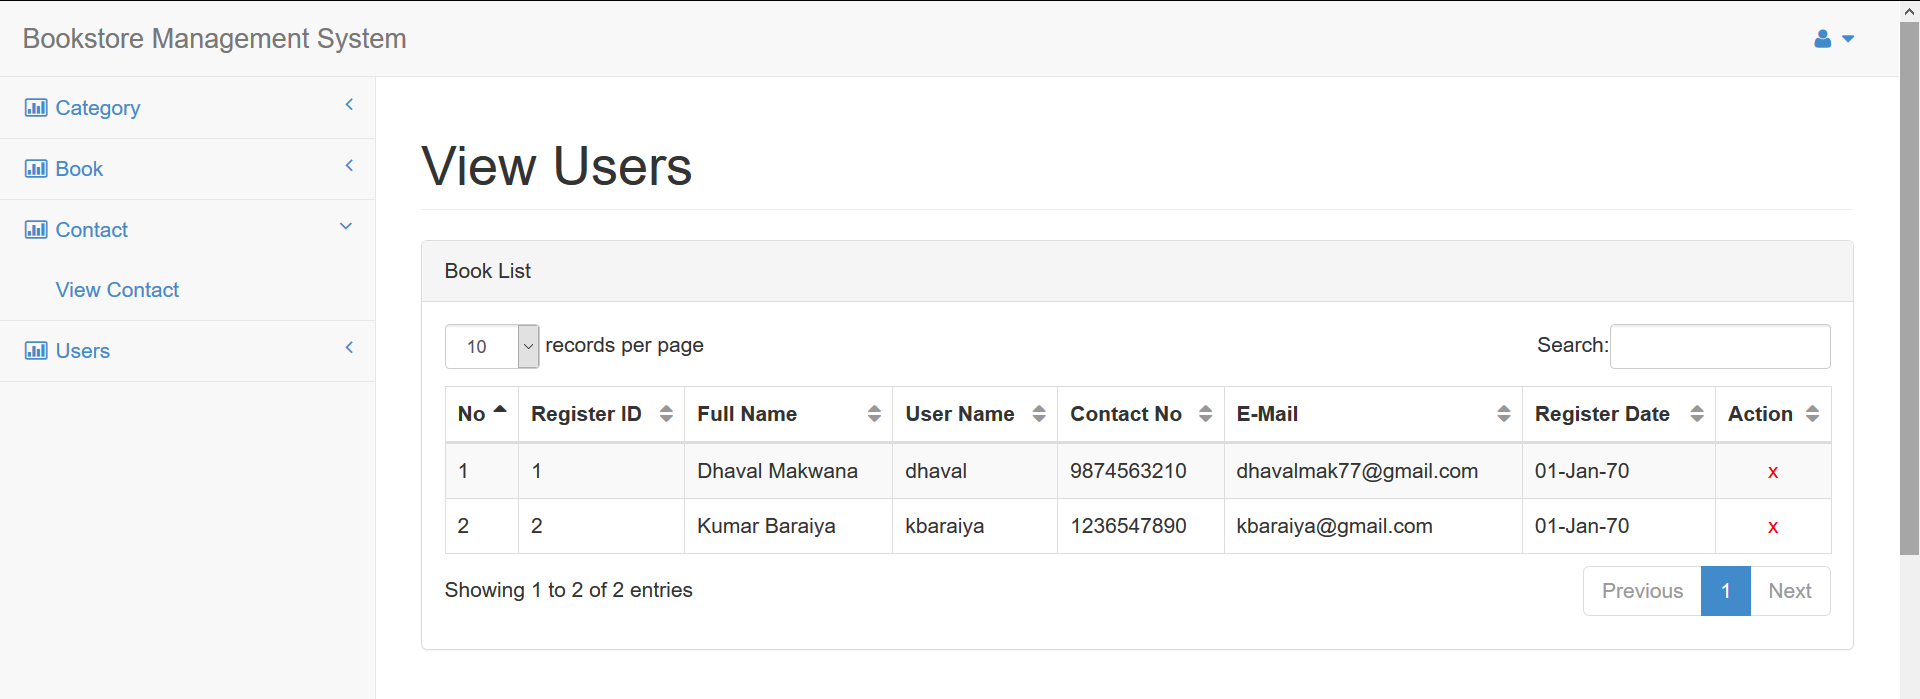 Bookstore Management System
Category
Book
Contact
View Contact
Users
View Users
Book List
10 records per page Search:
No Register ID Full Name User Name Contact No E-Mail Register Date Action
1 1 Dhaval Makwana dhaval 9874563210 dhavalmak77@gmail.com 01-Jan-70 x
2 2 Kumar Baraiya kbaraiya 1236547890 kbaraiya@gmail.com 01-Jan-70 x
Showing 1 to 2 of 2 entries Previous 1 Next